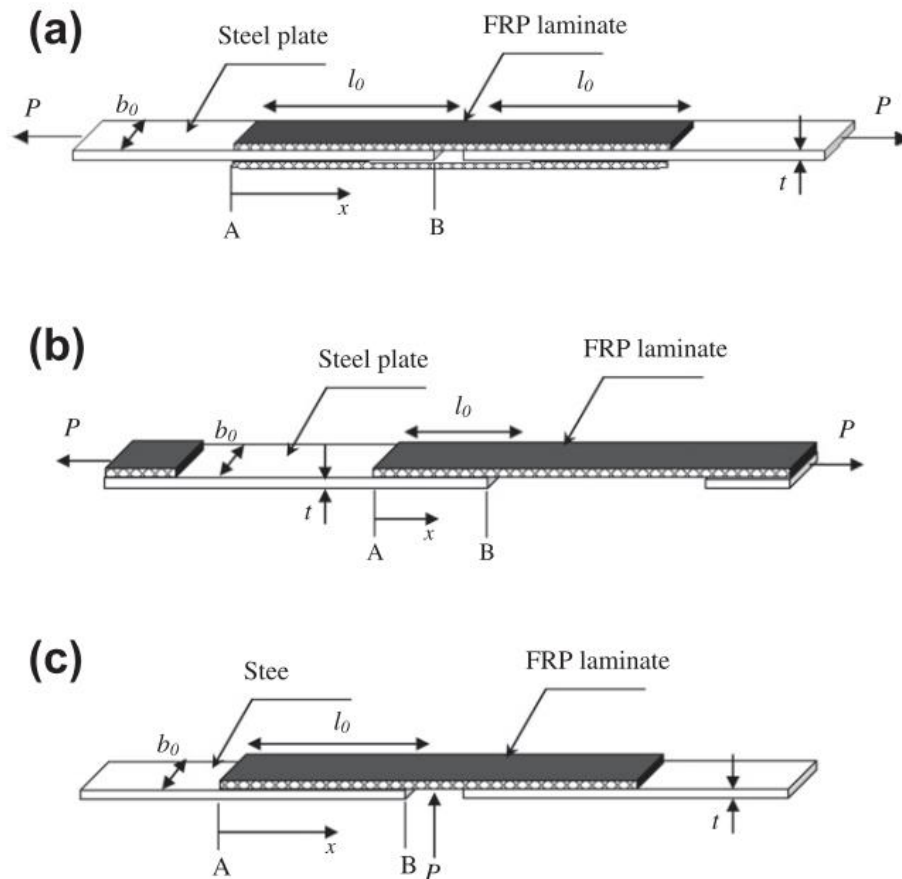 (a)
Steel plate
FRP laminate
P
b0
l0
l0
P
t
x
A
B
(b)
Steel plate
FRP laminate
P
b0
l0
P
t
x
A
B
(c)
Stee
FRP laminate
b0
l0
t
x
A
B
P